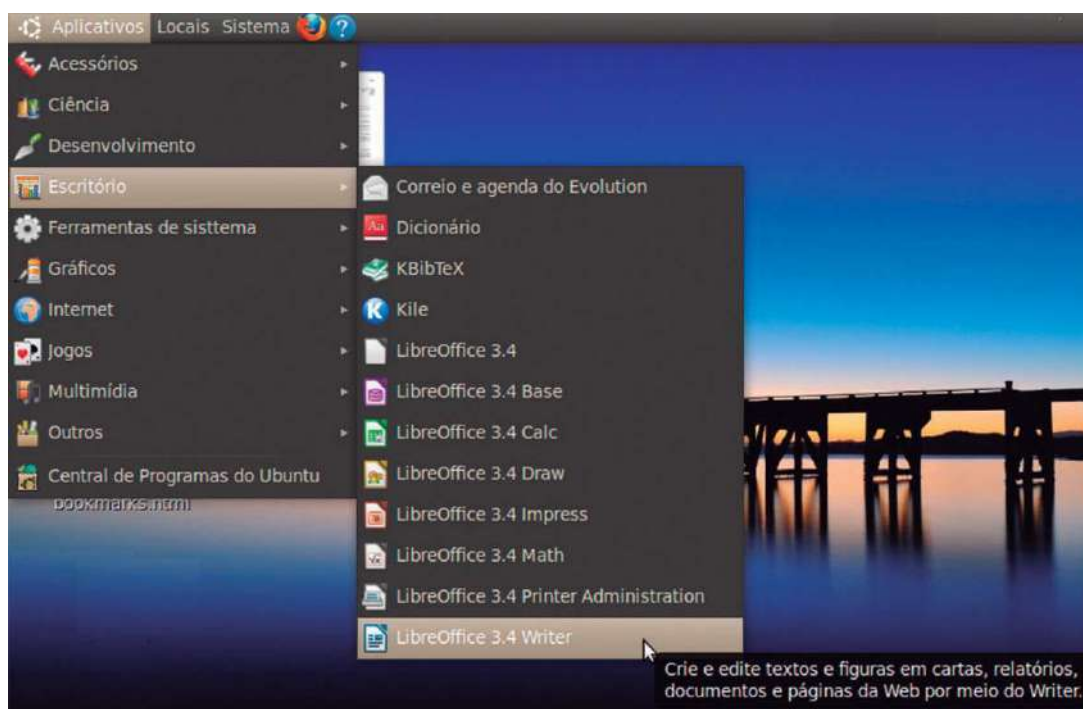 Aplicativos Locais Sistema ?
Acessórios
Ciência
Desenvolvimento
Escritório
Ferramentas de sisttema
Gráficos
Internet
Jogos
Multimídia
Outros
Central de Programas do Ubuntu
bookmarks.html
Correio e agenda do Evolution
Aa Dicionário
KBibTeX
K Kile
LibreOffice 3.4
LibreOffice 3.4 Base
LibreOffice 3.4 Calc
LibreOffice 3.4 Draw
LibreOffice 3.4 Impress
LibreOffice 3.4 Math
LibreOffice 3.4 Printer Administration
LibreOffice 3.4 Writer
Crie e edite textos e figuras em cartas, relatórios,
documentos e páginas da Web por meio do Writer.